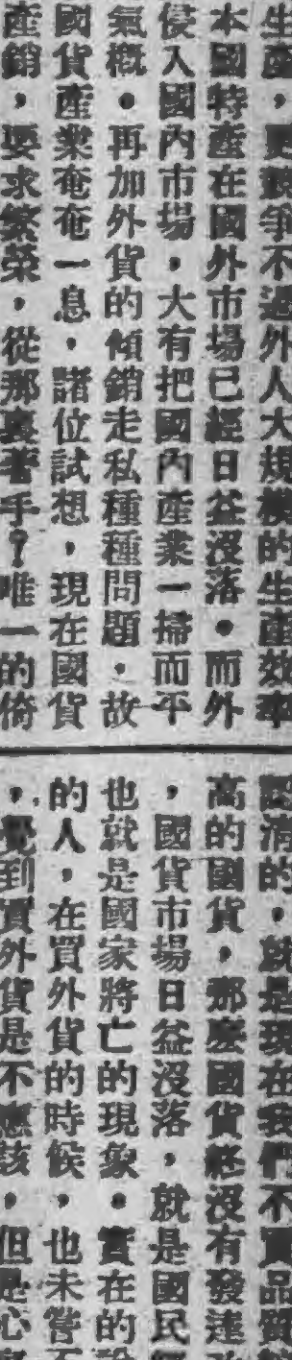 生產，更競爭不過外人大規模的生產效率
本國特產在國外市場已經日益沒落。而外
侵入國內市場，大有把國內產業一掃而平
氣概。再加外貨的傾銷走私種種問題。故
國貨產業奄奄一息，諸位試想，現在國貨
產銷，要求繁榮，從那裏著手？唯一的倚
認清的，就是現在我們不買品質
高的國貨，那麼國貨將沒有發達
，國貨市場日益沒落，就是國民
也就是國家將亡的現象。實在的
的人，在買外貨的時候，也未嘗
，覺到買外貨是不應該，但是心